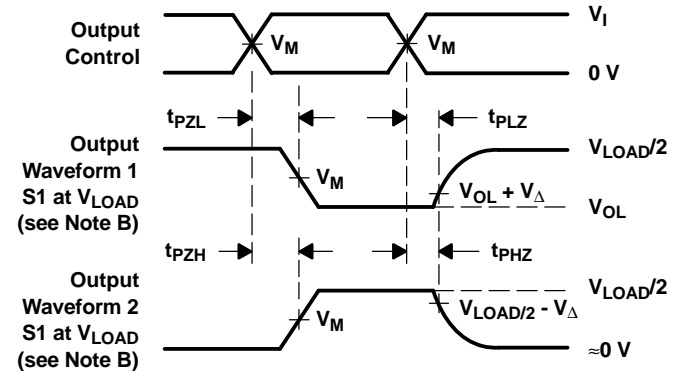 Output
Control
V_M
V_M
V_I
0 V
t_PZL
t_PLZ
Output
Waveform 1
S1 at V_LOAD
(see Note B)
V_M
V_LOAD/2
V_OL + V_Δ
V_OL
t_PZH
t_PHZ
Output
Waveform 2
S1 at V_LOAD
(see Note B)
V_M
V_LOAD/2
V_LOAD/2 - V_Δ
≈0 V